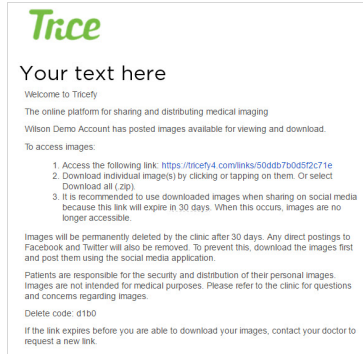 Trice
Your text here
Welcome to Tricefy
The online platform for sharing and distributing medical imaging
Wilson Demo Account has posted images available for viewing and download.
To access images:
1. Access the following link: https://tricefy4.com/links/50ddb7b0d5f2c71e
2. Download individual image(s) by clicking or tapping on them. Or select
Download all (.zip).
3. It is recommended to use downloaded images when sharing on social media
because this link will expire in 30 days. When this occurs, images are no
longer accessible.
Images will be permanently deleted by the clinic after 30 days. Any direct postings to
Facebook and Twitter will also be removed. To prevent this, download the images first
and post them using the social media application.
Patients are responsible for the security and distribution of their personal images.
Images are not intended for medical purposes. Please refer to the clinic for questions
and concerns regarding images.
Delete code: d1b0
If the link expires before you are able to download your images, contact your doctor to
request a new link.